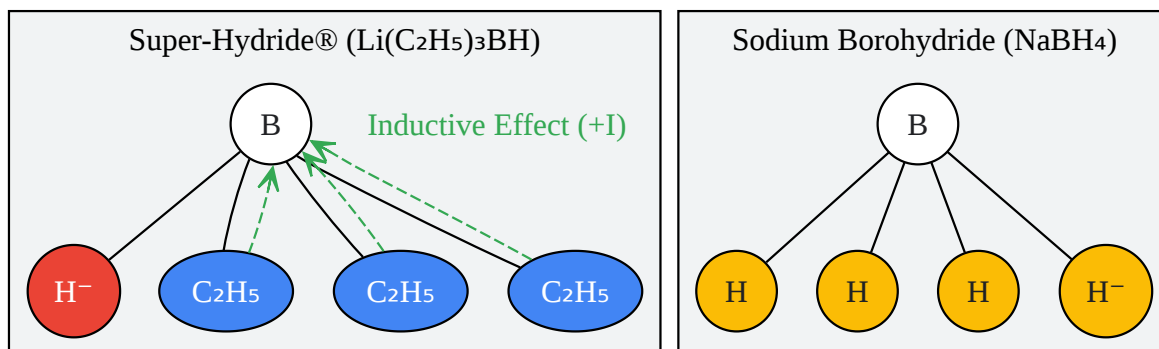 Super-Hydride® (Li(C₂H₅)₃BH)
B
Inductive Effect (+I)
H⁻
C₂H₅
C₂H₅
C₂H₅
Sodium Borohydride (NaBH₄)
B
H
H
H
H⁻